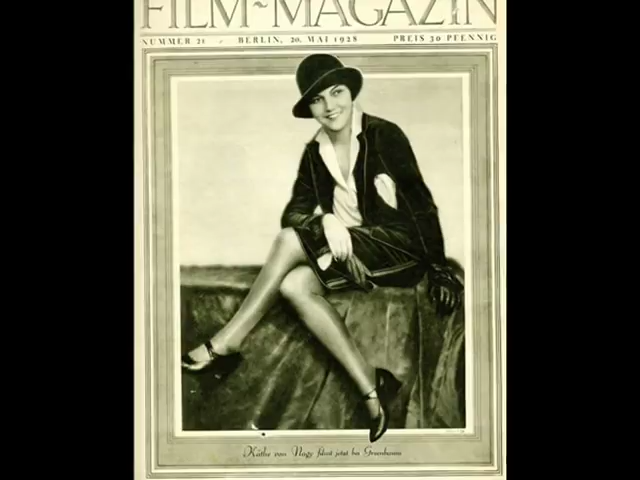 FILM-MAGAZIN
NUMMER 21 - BERLIN, 20. MAI 1928 PREIS 30 PFENNIG
Käthe von Nagy filmt jetzt bei Greenbaum